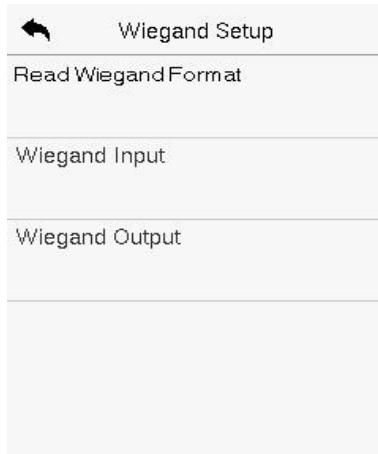 Wiegand Setup
Read Wiegand Format
Wiegand Input
Wiegand Output